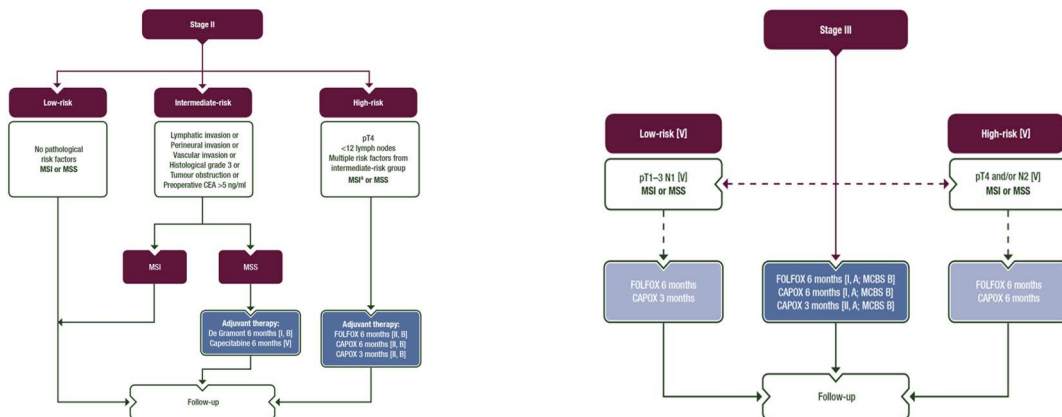 Stage II
Low-risk
Intermediate-risk
High-risk
No pathological
risk factors
MSI or MSS
Lymphatic invasion or
Perineural invasion or
Vascular invasion or
Histological grade 3 or
Tumour obstruction or
Preoperative CEA >5 ng/ml
pT4
<12 lymph nodes
Multiple risk factors from
intermediate-risk group
MSIª or MSS
MSI
MSS
Adjuvant therapy:
De Gramont 6 months [I, B]
Capecitabine 6 months [V]
Adjuvant therapy:
FOLFOX 6 months [II, B]
CAPOX 6 months [II, B]
CAPOX 3 months [II, B]
Follow-up
Stage III
Low-risk [V]
High-risk [V]
pT1–3 N1 [V]
MSI or MSS
pT4 and/or N2 [V]
MSI or MSS
FOLFOX 6 months
CAPOX 3 months
FOLFOX 6 months [I, A; MCBS B]
CAPOX 6 months [I, A; MCBS B]
CAPOX 3 months [II, A; MCBS B]
FOLFOX 6 months
CAPOX 6 months
Follow-up